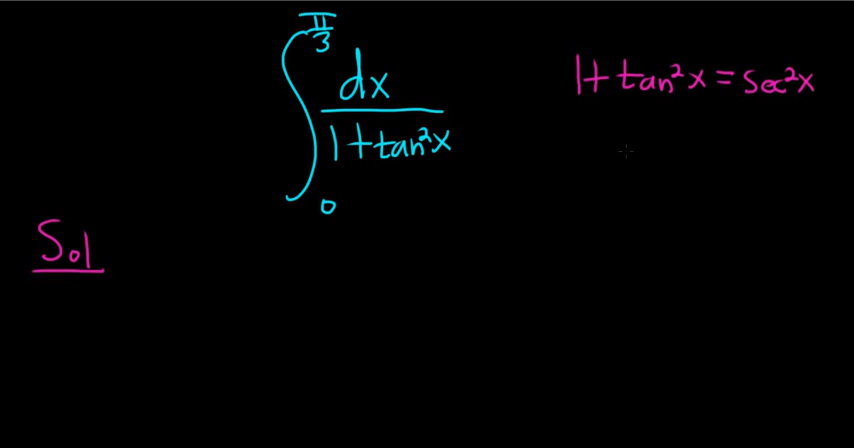 ∫₀^(π/3) dx / (1 + tan²x)
1 + tan²x = sec²x
Sol